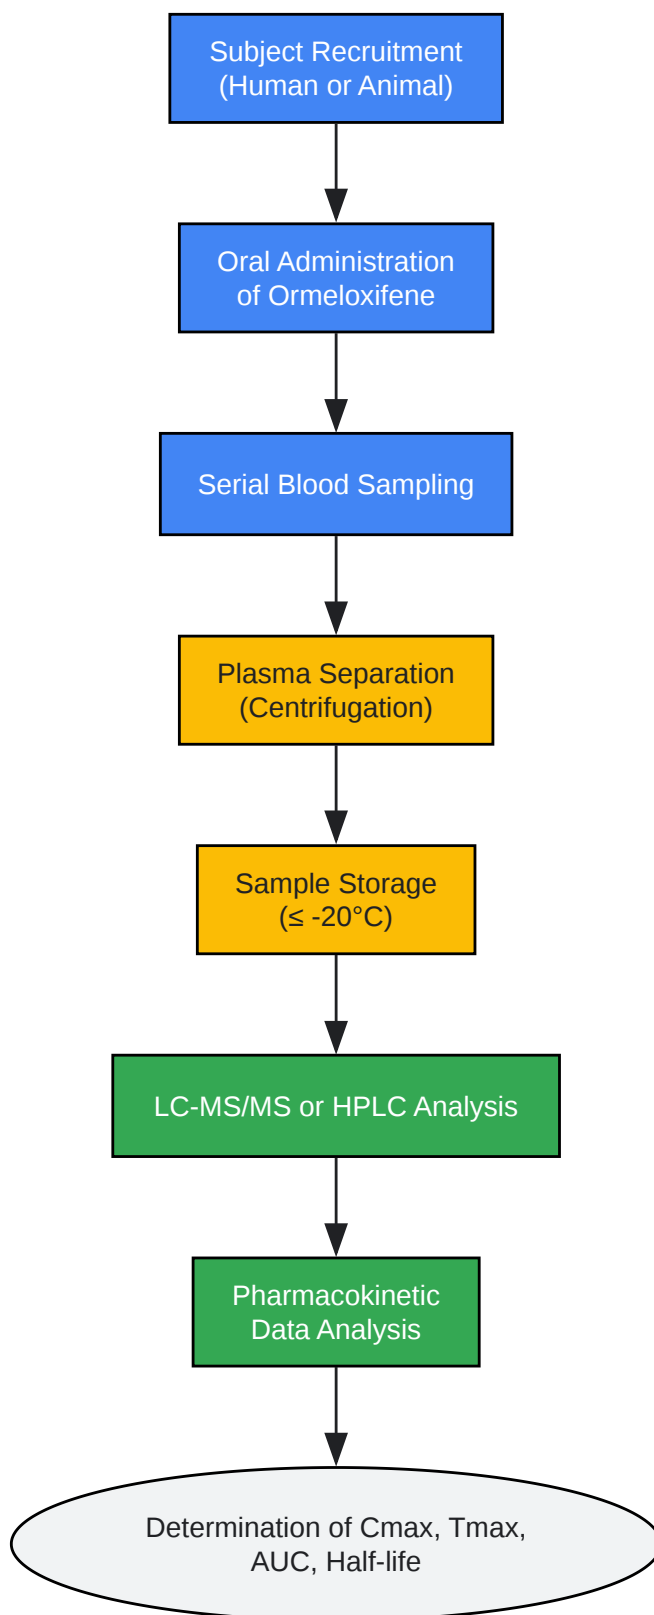 Subject Recruitment
(Human or Animal)
Oral Administration
of Ormeloxifene
Serial Blood Sampling
Plasma Separation
(Centrifugation)
Sample Storage
(≤ -20°C)
LC-MS/MS or HPLC Analysis
Pharmacokinetic
Data Analysis
Determination of Cmax, Tmax,
AUC, Half-life